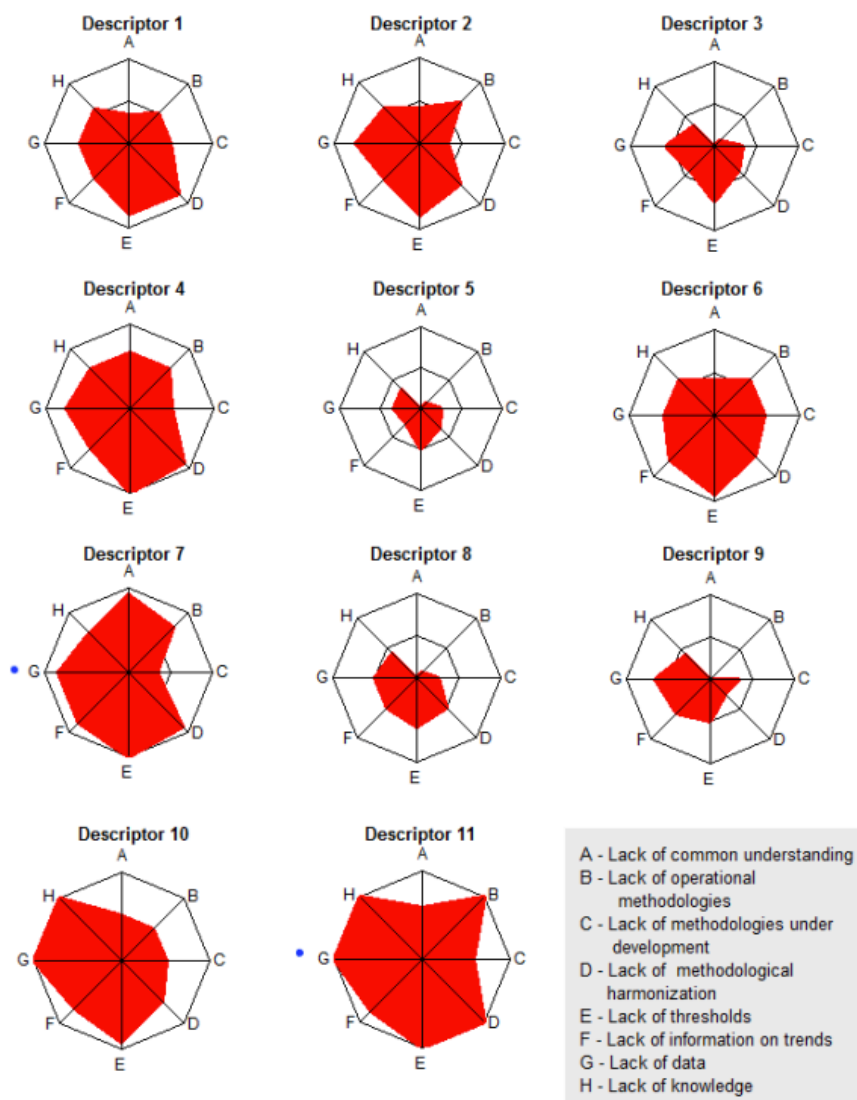 Descriptor 1
Descriptor 2
Descriptor 3
A
B
C
D
E
F
G
H
A
B
C
D
E
F
G
H
A
B
C
D
E
F
G
H
Descriptor 4
Descriptor 5
Descriptor 6
A
B
C
D
E
F
G
H
A
B
C
D
E
F
G
H
A
B
C
D
E
F
G
H
Descriptor 7
Descriptor 8
Descriptor 9
A
B
C
D
E
F
G
H
A
B
C
D
E
F
G
H
A
B
C
D
E
F
G
H
Descriptor 10
Descriptor 11
A
B
C
D
E
F
G
H
A
B
C
D
E
F
G
H
A - Lack of common understanding
B - Lack of operational
methodologies
C - Lack of methodologies under
development
D - Lack of methodological
harmonization
E - Lack of thresholds
F - Lack of information on trends
G - Lack of data
H - Lack of knowledge